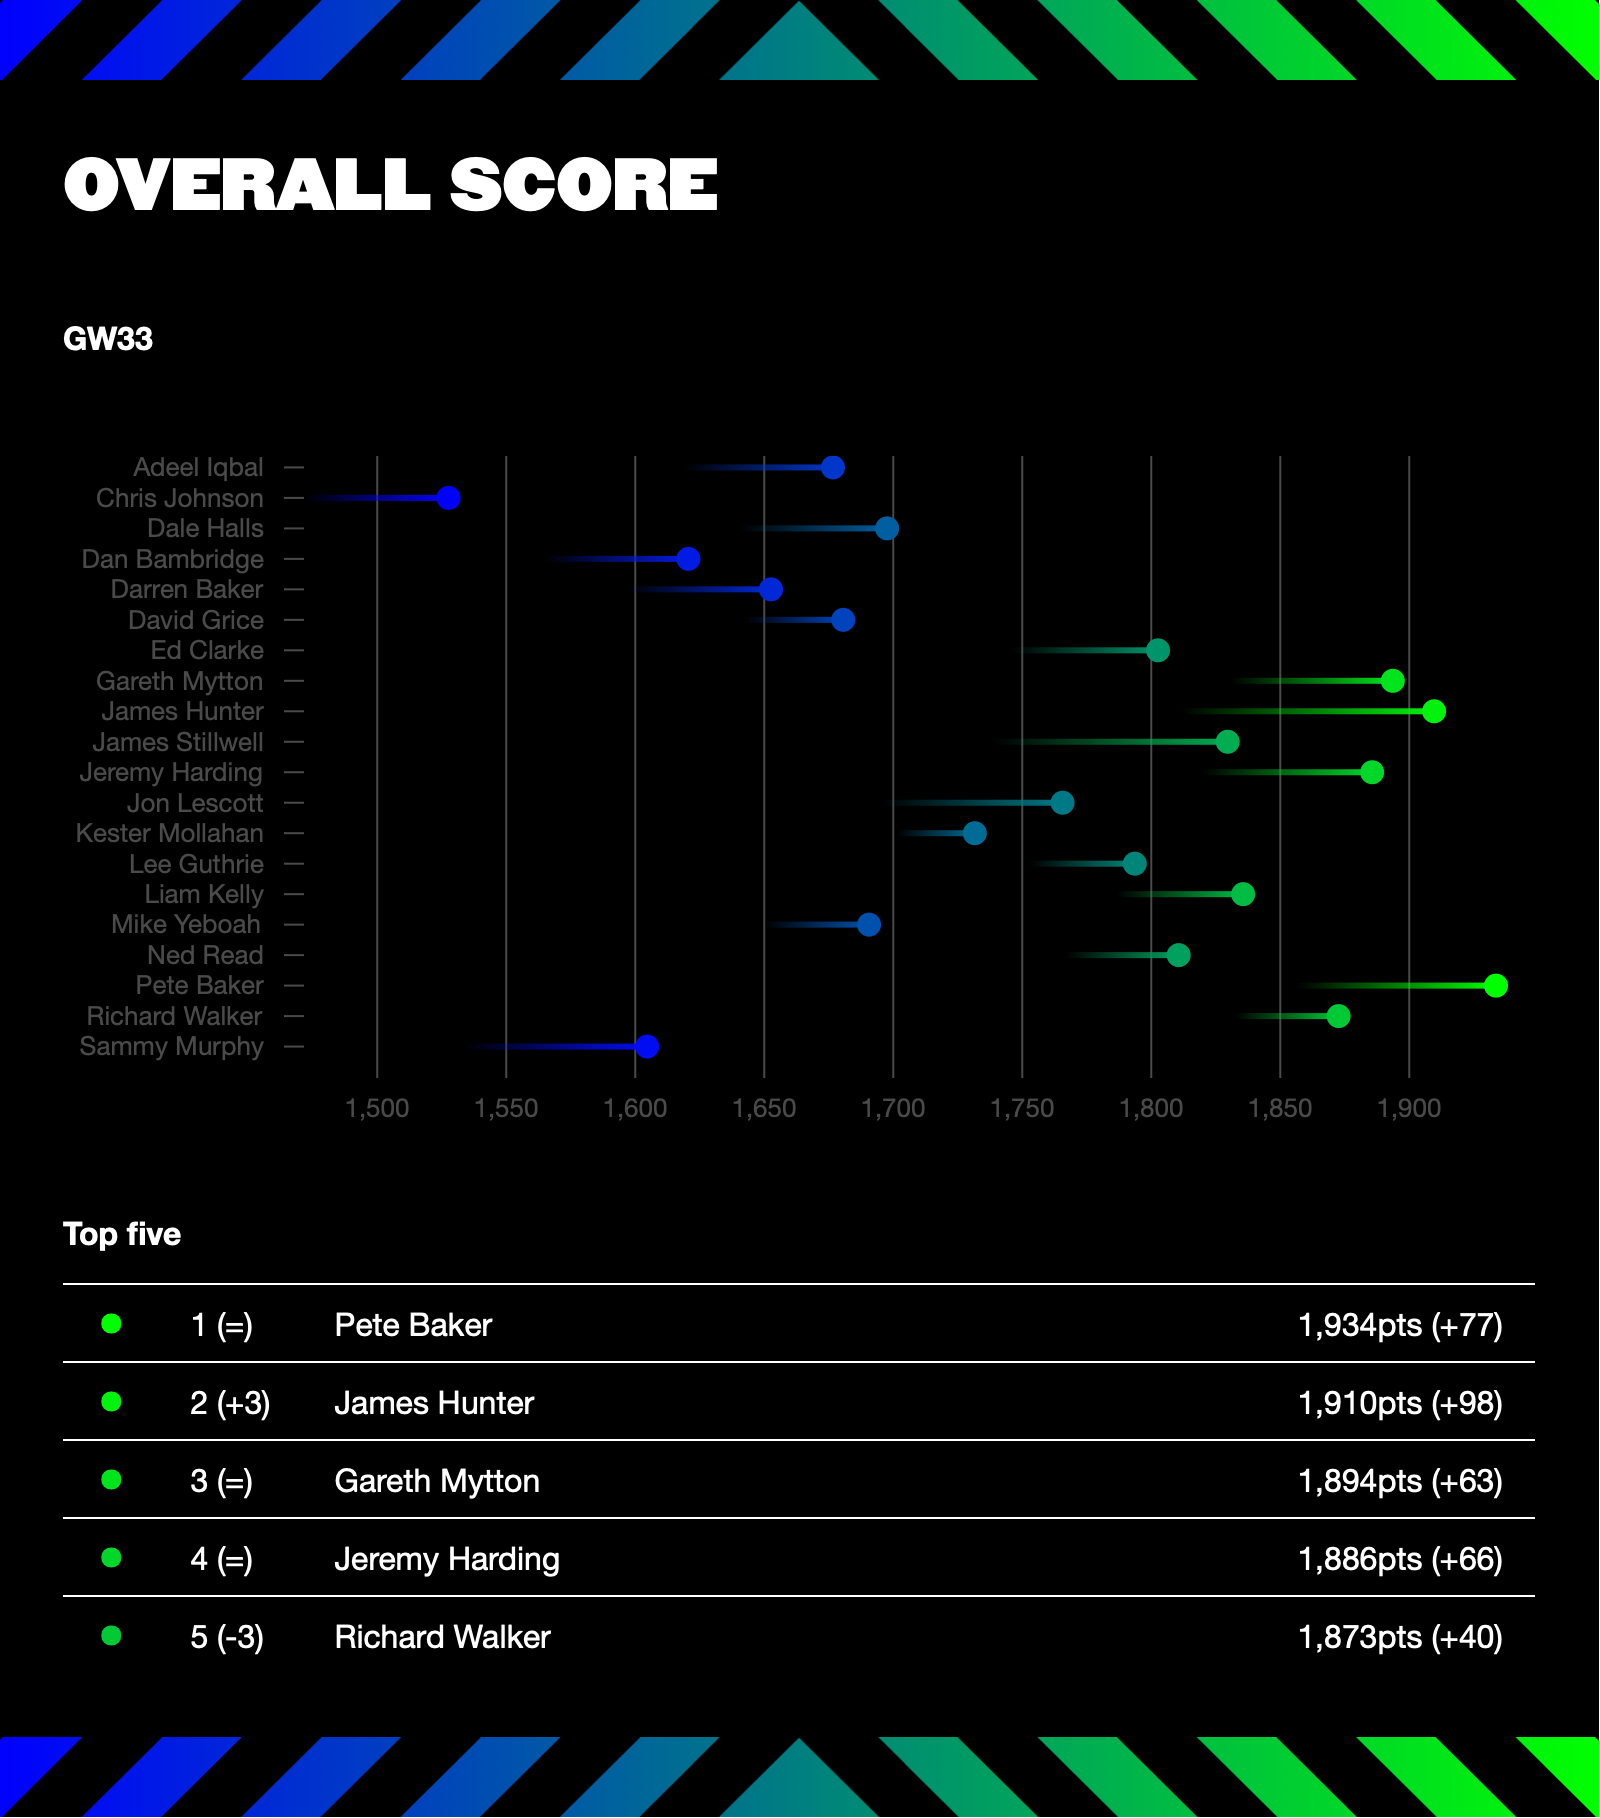 OVERALL SCORE
GW33
Adeel Iqbal
Chris Johnson
Dale Halls
Dan Bambridge
Darren Baker
David Grice
Ed Clarke
Gareth Mytton
James Hunter
James Stillwell
Jeremy Harding
Jon Lescott
Kester Mollahan
Lee Guthrie
Liam Kelly
Mike Yeboah
Ned Read
Pete Baker
Richard Walker
Sammy Murphy
1,500 1,550 1,600 1,650 1,700 1,750 1,800 1,850 1,900
Top five
1 (=) Pete Baker 1,934pts (+77)
2 (+3) James Hunter 1,910pts (+98)
3 (=) Gareth Mytton 1,894pts (+63)
4 (=) Jeremy Harding 1,886pts (+66)
5 (-3) Richard Walker 1,873pts (+40)